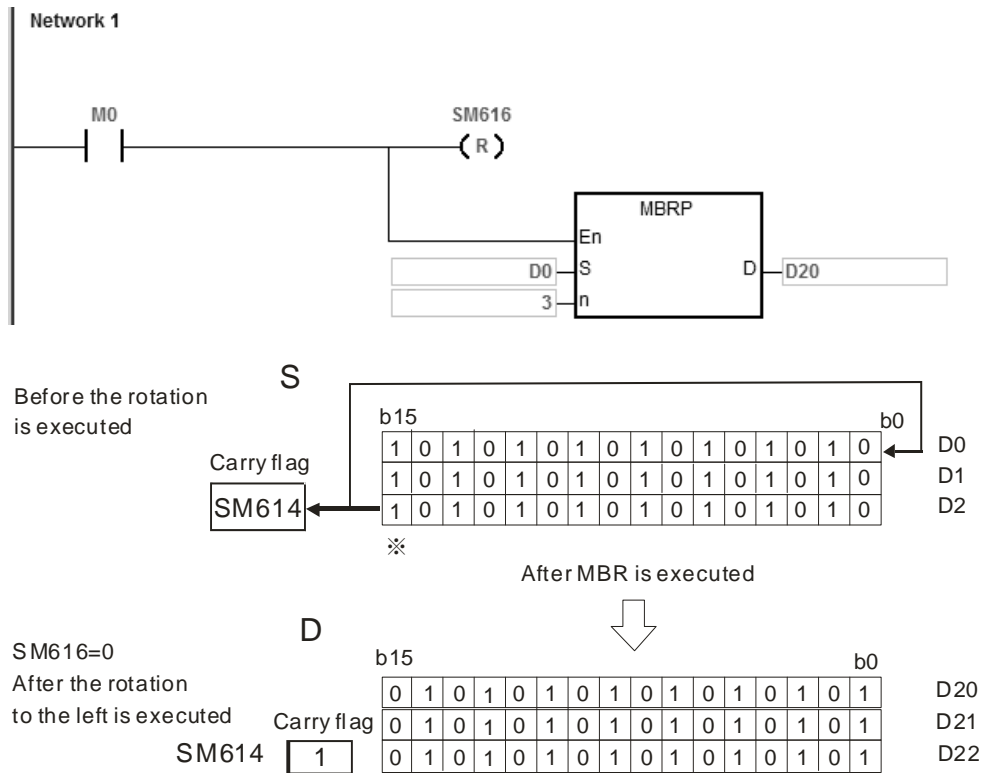 Network 1
M0
SM616
( R )
MBRP
En
D0 S D D20
3 n
S
Before the rotation
is executed
b15 b0
1 0 1 0 1 0 1 0 1 0 1 0 1 0 1 0 D0
Carry flag
1 0 1 0 1 0 1 0 1 0 1 0 1 0 1 0 D1
SM614 1 0 1 0 1 0 1 0 1 0 1 0 1 0 1 0 D2
※
After MBR is executed
D
SM616=0
b15 b0
After the rotation
0 1 0 1 0 1 0 1 0 1 0 1 0 1 0 1 D20
to the left is executed
Carry flag 0 1 0 1 0 1 0 1 0 1 0 1 0 1 0 1 D21
SM614 1 0 1 0 1 0 1 0 1 0 1 0 1 0 1 0 1 D22